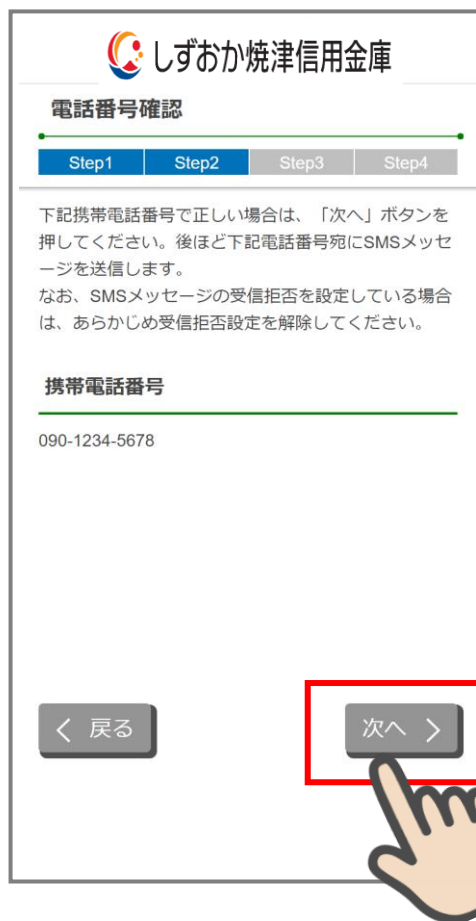 しずおか焼津信用金庫
電話番号確認
Step1 Step2 Step3 Step4
下記携帯電話番号で正しい場合は、「次へ」ボタンを
押してください。後ほど下記電話番号宛にSMSメッセ
ージを送信します。
なお、SMSメッセージの受信拒否を設定している場合
は、あらかじめ受信拒否設定を解除してください。
携帯電話番号
090-1234-5678
戻る 次へ